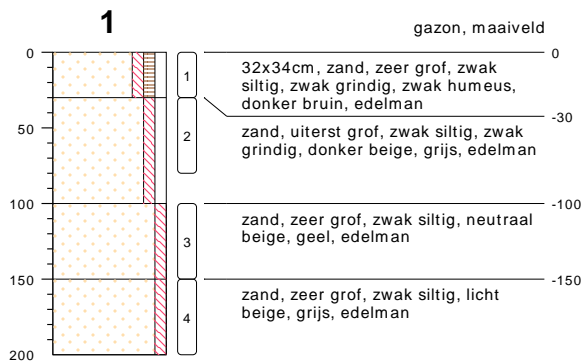 1
gazon, maaiveld
0
1
32x34cm, zand, zeer grof, zwak
siltig, zwak grindig, zwak humeus,
donker bruin, edelman
0
-30
50
2
zand, uiterst grof, zwak siltig, zwak
grindig, donker beige, grijs, edelman
100
-100
3
zand, zeer grof, zwak siltig, neutraal
beige, geel, edelman
150
-150
4
zand, zeer grof, zwak siltig, licht
beige, grijs, edelman
200